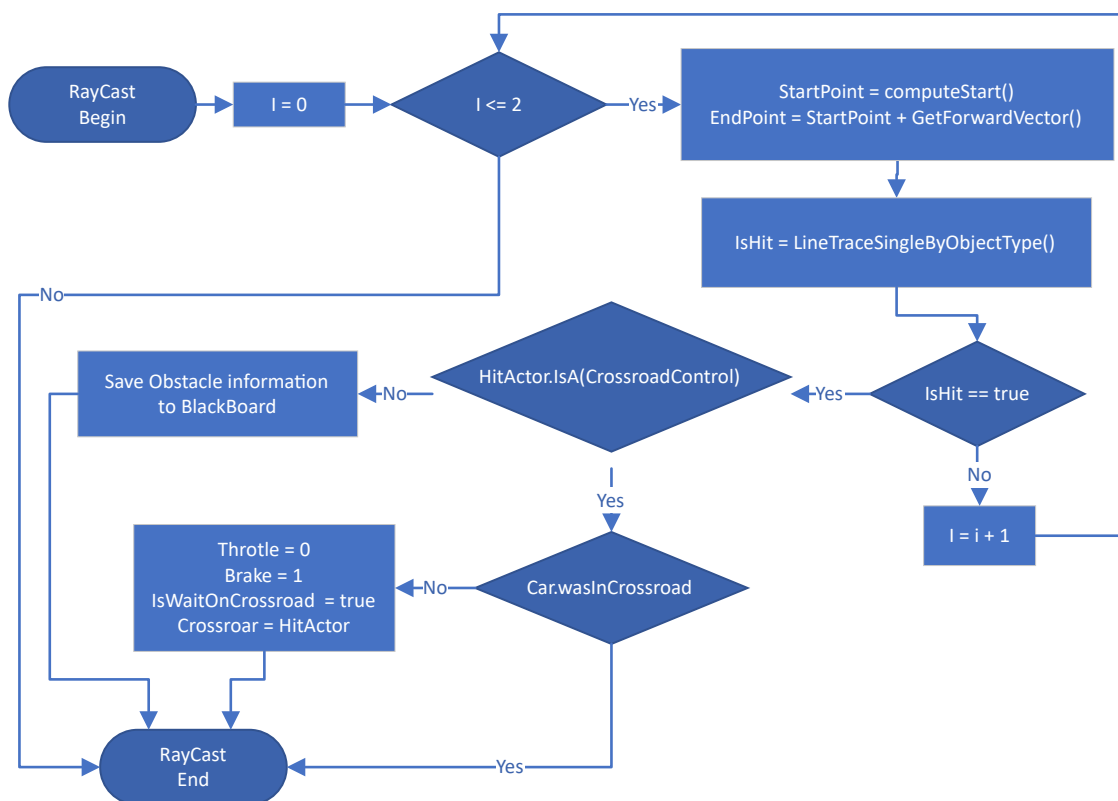 RayCast
Begin
I = 0
I <= 2
Yes
StartPoint = computeStart()
EndPoint = StartPoint + GetForwardVector()
IsHit = LineTraceSingleByObjectType()
No
IsHit == true
Yes
HitActor.IsA(CrossroadControl)
No
Save Obstacle information
to BlackBoard
No
I = i + 1
Yes
Car.wasInCrossroad
No
Throtle = 0
Brake = 1
IsWaitOnCrossroad  = true
Crossroar = HitActor
Yes
RayCast
End